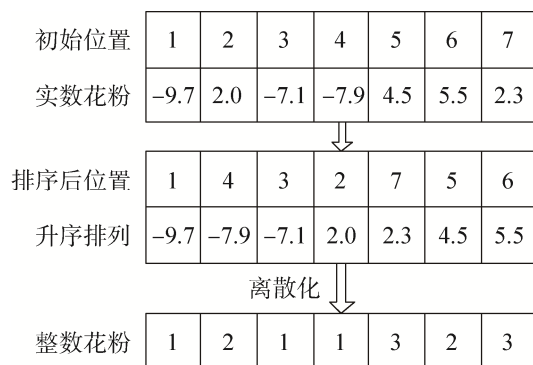 初始位置 1 2 3 4 5 6 7
实数花粉 −9.7 2.0 −7.1 −7.9 4.5 5.5 2.3
排序后位置 1 4 3 2 7 5 6
升序排列 −9.7 −7.9 −7.1 2.0 2.3 4.5 5.5
离散化
整数花粉 1 2 1 1 3 2 3